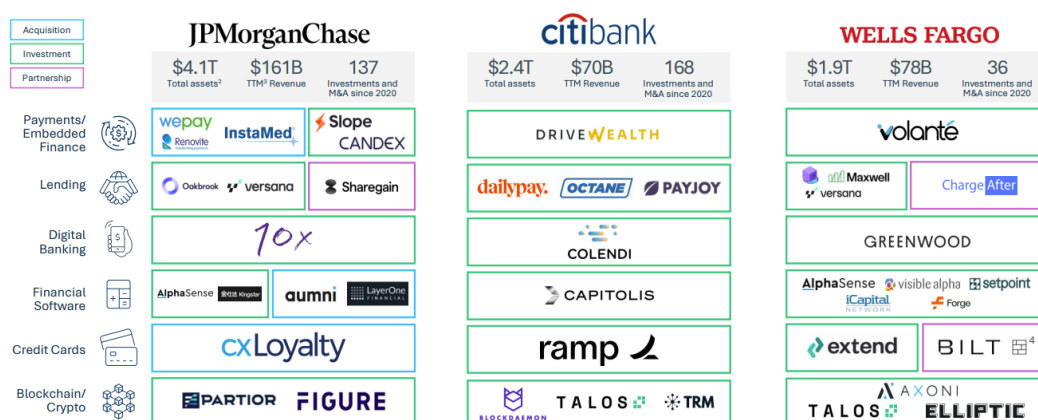 Acquisition
Investment
Partnership
JPMorganChase
citibank
WELLS FARGO
$4.1T $161B 137
Total assets² TTM³ Revenue Investments and
M&A since 2020
$2.4T $70B 168
Total assets TTM Revenue Investments and
M&A since 2020
$1.9T $78B 36
Total assets TTM Revenue Investments and
M&A since 2020
Payments/
Embedded
Finance
wepay
Renovite
InstaMed
Slope
CANDEX
DRIVEWEALTH
volanté
Lending
Oakbrook versana
Sharegain
dailypay. OCTANE PAYJOY
Maxwell
versana
ChargeAfter
Digital
Banking
10x
COLENDI
GREENWOOD
Financial
Software
AlphaSense Kingstar
aumni LayerOne
FINANCIAL
CAPITOLIS
AlphaSense visible alpha setpoint
iCapital
NETWORK
Forge
Credit Cards
cxLoyalty
ramp
extend
BILT 4
Blockchain/
Crypto
PARTIOR FIGURE
BLOCKDAEMON
TALOS TRM
AXONI
TALOS ELLIPTIC